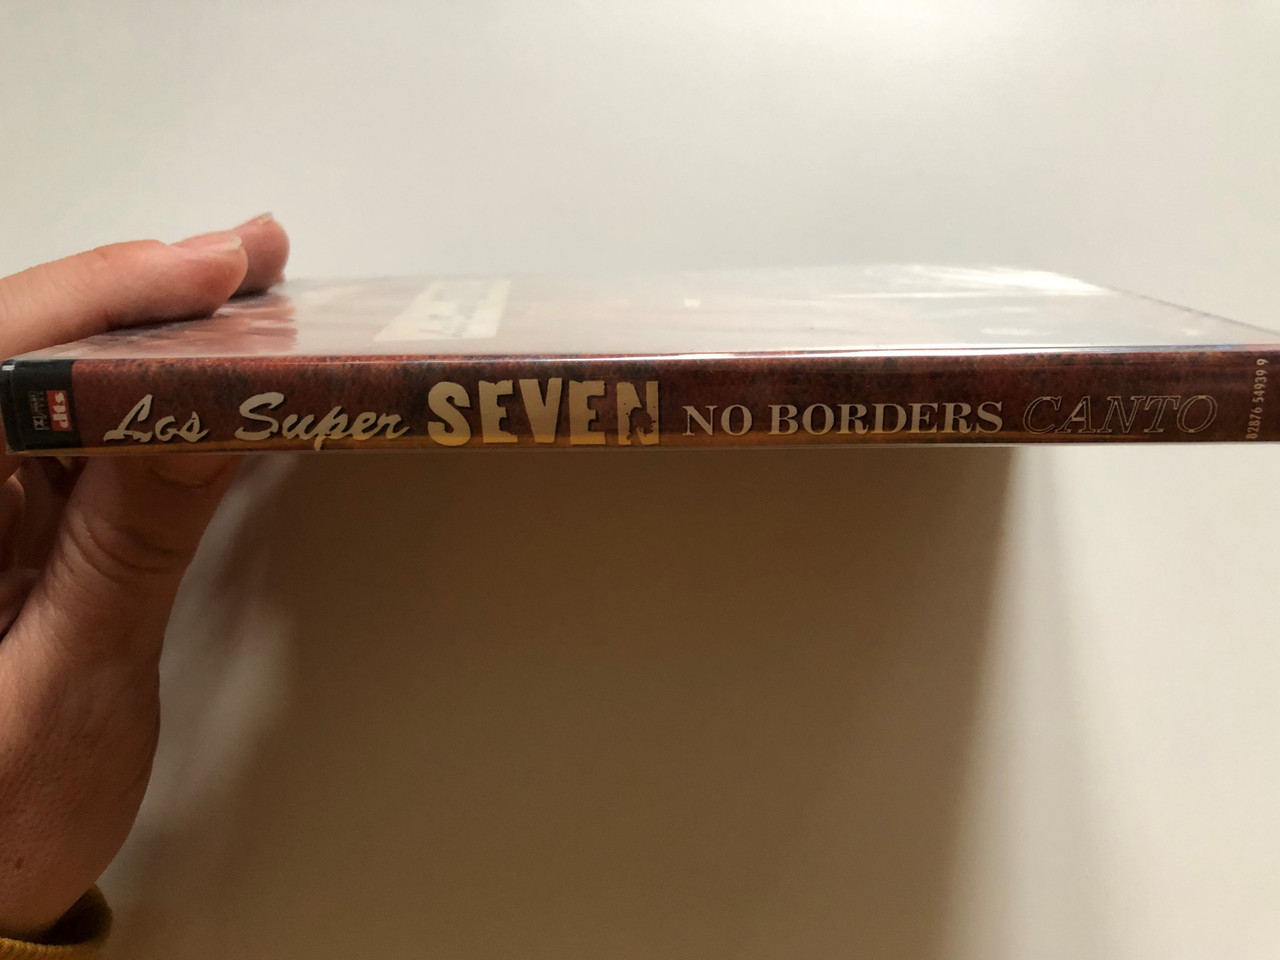 dts
Los Super SEVEN NO BORDERS CANTO
82876 54939 9